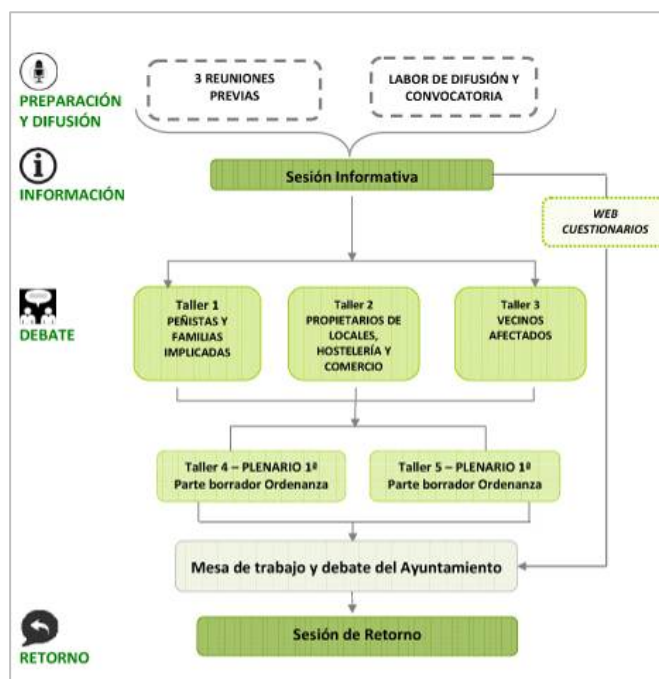 3 REUNIONES
PREVIAS
LABOR DE DIFUSIÓN Y
CONVOCATORIA
PREPARACIÓN
Y DIFUSIÓN
Sesión Informativa
INFORMACIÓN
WEB
CUESTIONARIOS
Taller 1
PEÑISTAS Y
FAMILIAS
IMPLICADAS
Taller 2
PROPIETARIOS DE
LOCALES,
HOSTELERÍA Y
COMERCIO
Taller 3
VECINOS
AFECTADOS
DEBATE
Taller 4 – PLENARIO 1ª
Parte borrador Ordenanza
Taller 5 – PLENARIO 1ª
Parte borrador Ordenanza
Mesa de trabajo y debate del Ayuntamiento
Sesión de Retorno
RETORNO